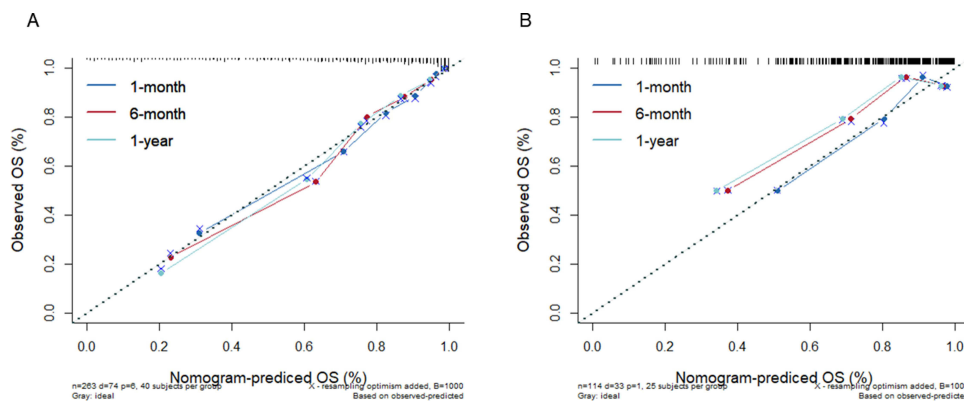 A
1-month
6-month
1-year
Observed OS (%)
0.0 0.2 0.4 0.6 0.8 1.0
0.0 0.2 0.4 0.6 0.8 1.0
Nomogram-prediced OS (%)
n=263 d=74 p=6, 40 subjects per group
Gray: ideal
X - resampling optimism added, B=1000
Based on observed-predicted
B
1-month
6-month
1-year
Observed OS (%)
0.0 0.2 0.4 0.6 0.8 1.0
0.0 0.2 0.4 0.6 0.8 1.0
Nomogram-prediced OS (%)
n=114 d=33 p=1, 25 subjects per group
Gray: ideal
X - resampling optimism added, B=100
Based on observed-predicted